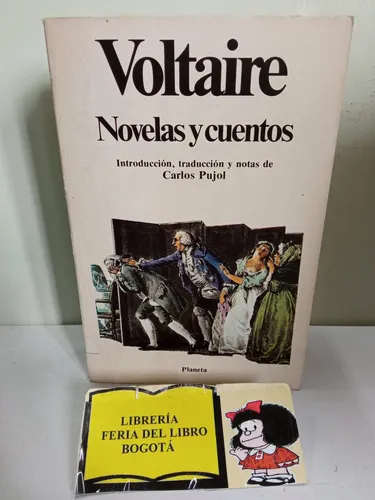 Voltaire
Novelas y cuentos
Introducción, traducción y notas de
Carlos Pujol
Planeta
LIBRERÍA
FERIA DEL LIBRO
BOGOTÁ